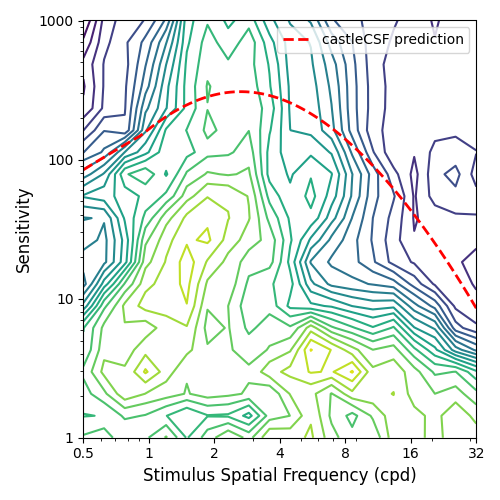 1000
castleCSF prediction
100
10
1
Sensitivity
0.5 1 2 4 8 16 32
Stimulus Spatial Frequency (cpd)